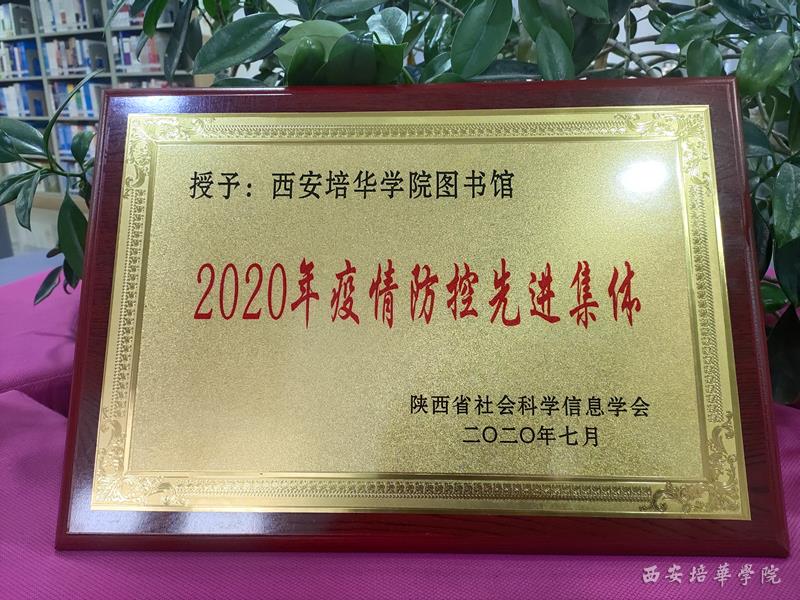 授予：西安培华学院图书馆
2020年疫情防控先进集体
陕西省社会科学信息学会
二〇二〇年七月
西安培華學院